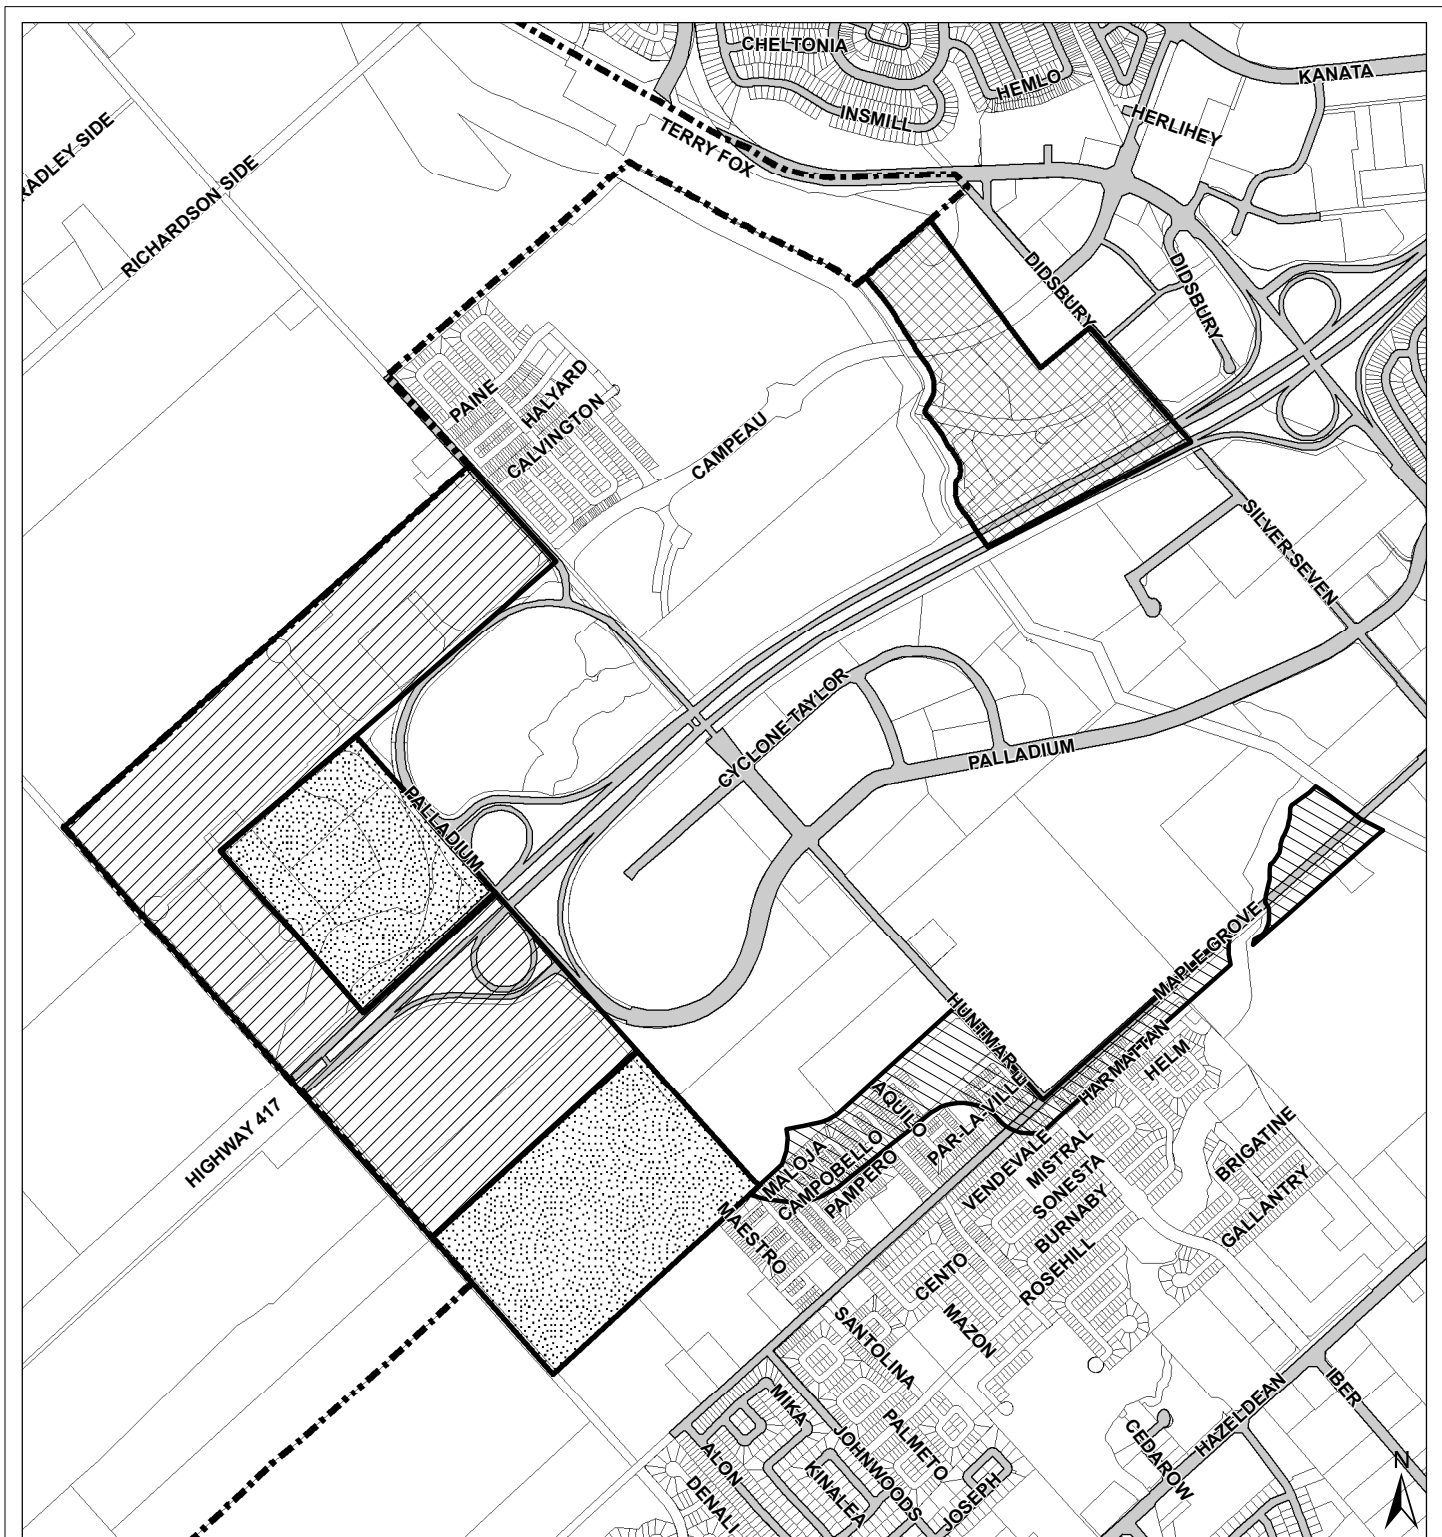 CHELTONIA
KANATA
HEMLO
INSMILL
HERLIHEY
TERRY FOX
RADLEY SIDE
RICHARDSON SIDE
DIDSBURY
DIDSBURY
PAINE
HALYARD
CALVINGTON
CAMPEAU
SILVER SEVEN
CYCLONE TAYLOR
PALLADIUM
PALLADIUM
MAPLE GROVE
HUNTMAR
HARMATTAN
HELM
AQUILO
PAR-LA-VILLE
HIGHWAY 417
MALOJA
CAMPOBELLO
PAMPERO
VENDEVALE
MISTRAL
SONESTA
BURNABY
BRIGATINE
GALLANTRY
MAESTRO
CENTO
ROSEHILL
MAZON
SANTOLINA
MIKA
JOHNWOODS
PALMETO
HAZELDEAN
IBER
CEDAROW
ALON
KINALEA
JOSEPH
DENALI
N